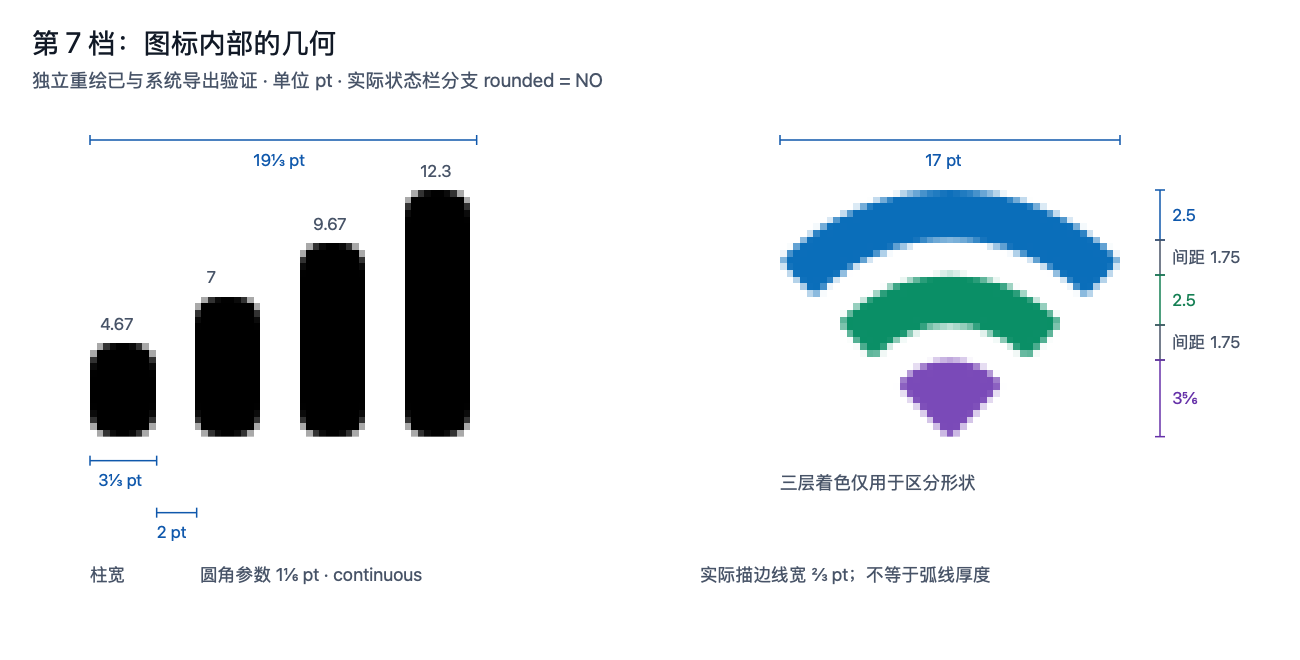 第 7 档：图标内部的几何
独立重绘已与系统导出验证 · 单位 pt · 实际状态栏分支 rounded = NO
19⅓ pt
4.67
7
9.67
12.3
3⅓ pt
2 pt
柱宽
圆角参数 1⅙ pt · continuous
17 pt
2.5
间距 1.75
2.5
间距 1.75
3⅚
三层着色仅用于区分形状
实际描边线宽 ⅔ pt；不等于弧线厚度